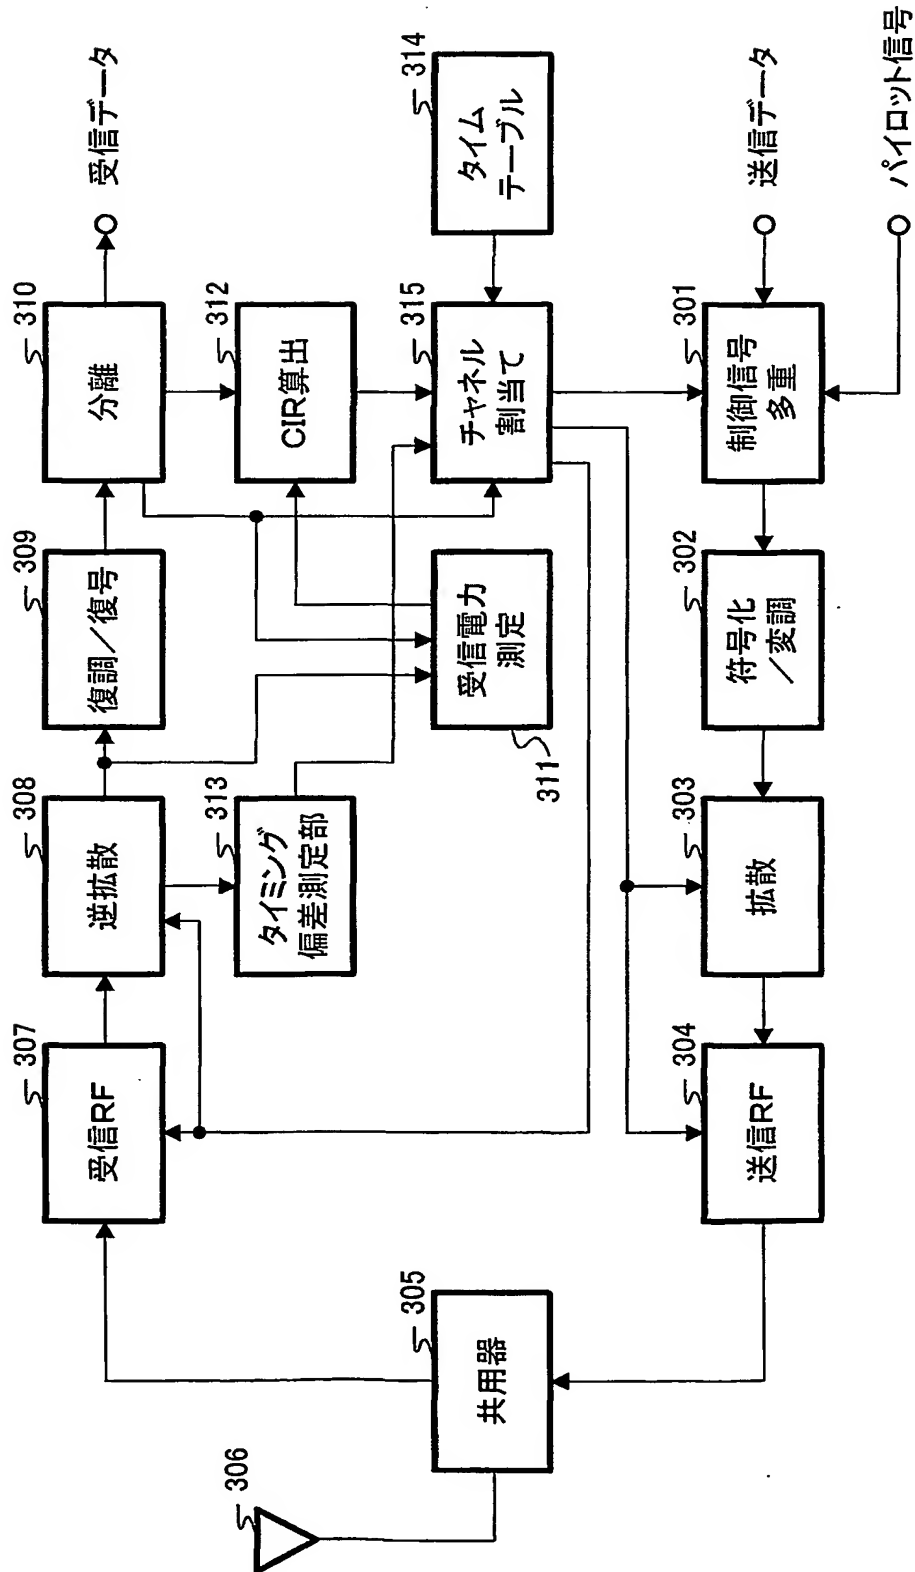 306
共用器
305
受信RF
307
逆拡散
308
復調/復号
309
分離
310
受信データ
タイミング
偏差測定部
313
CIR算出
312
受信電力
測定
311
チャネル
割当て
315
タイム
テーブル
314
送信RF
304
拡散
303
符号化
/変調
302
制御信号
多重
301
送信データ
パイロット信号